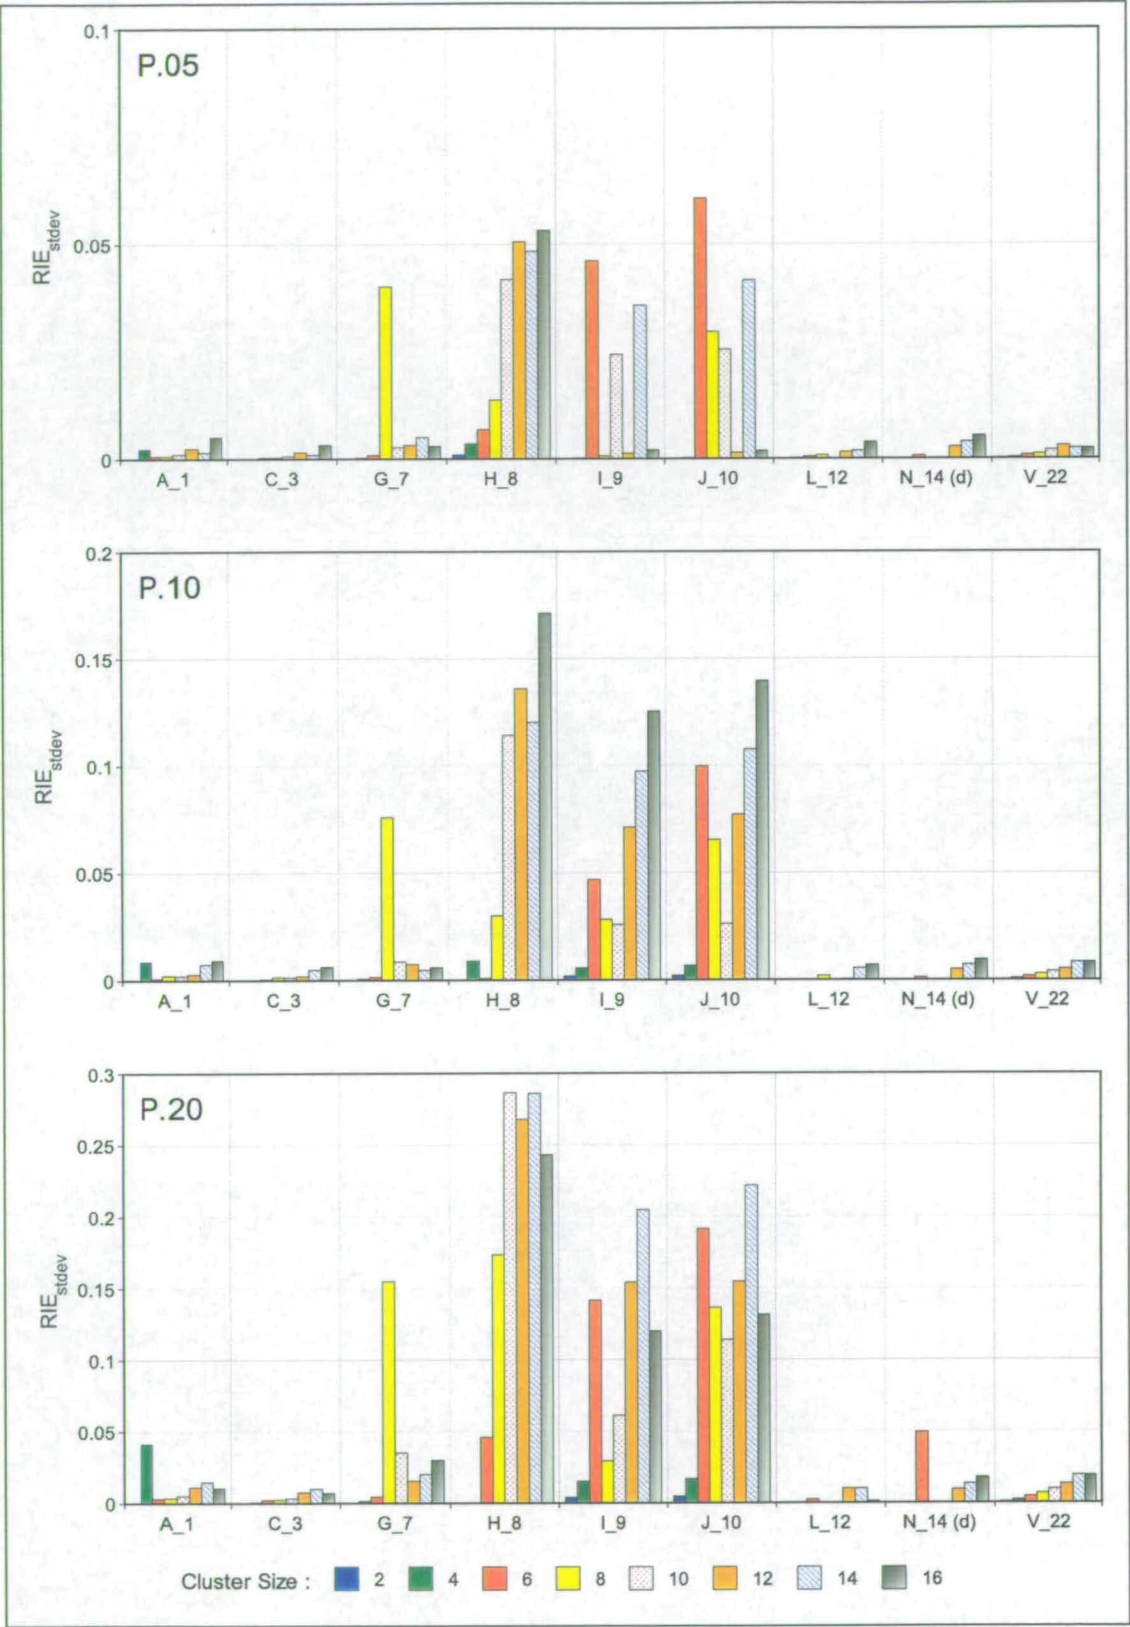 0.1
P.05
RIEstdev
0.05
0
A_1 C_3 G_7 H_8 I_9 J_10 L_12 N_14 (d) V_22
0.2
P.10
0.15
RIEstdev
0.1
0.05
0
A_1 C_3 G_7 H_8 I_9 J_10 L_12 N_14 (d) V_22
0.3
P.20
0.25
0.2
RIEstdev
0.15
0.1
0.05
0
A_1 C_3 G_7 H_8 I_9 J_10 L_12 N_14 (d) V_22
Cluster Size : 2 4 6 8 10 12 14 16